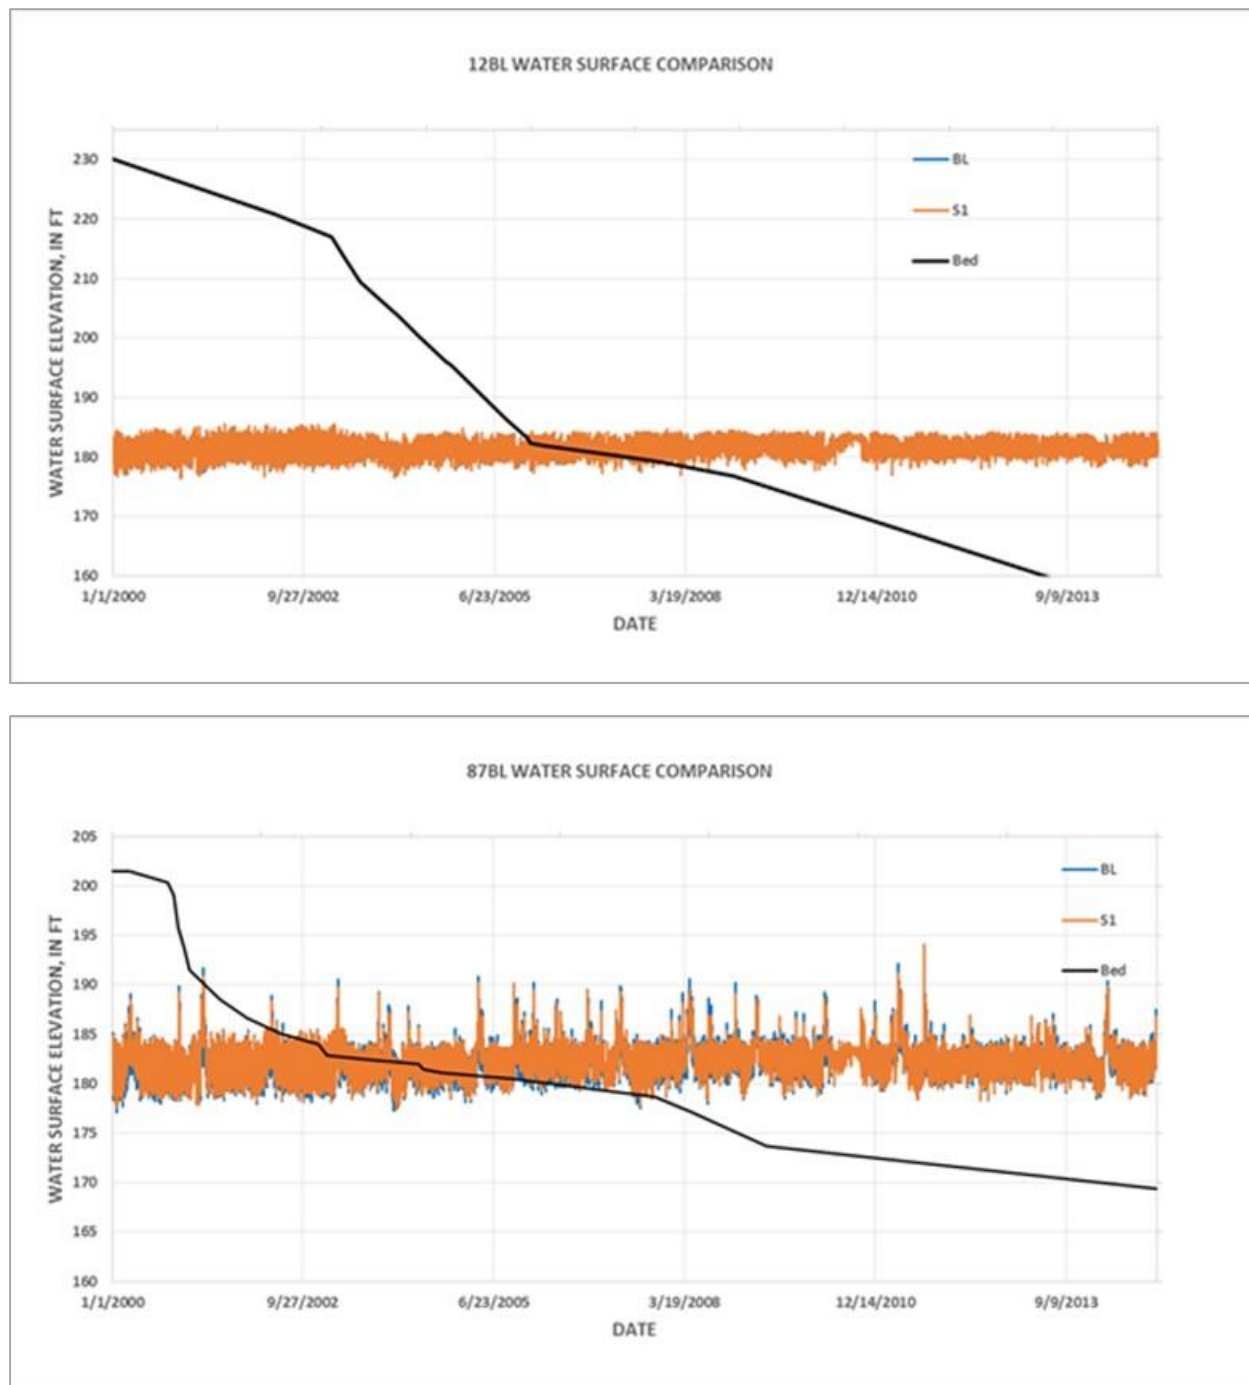 12BL WATER SURFACE COMPARISON
WATER SURFACE ELEVATION, IN FT
230
220
210
200
190
180
170
160
BL
S1
Bed
1/1/2000 9/27/2002 6/23/2005 3/19/2008 12/14/2010 9/9/2013
DATE
87BL WATER SURFACE COMPARISON
WATER SURFACE ELEVATION, IN FT
205
200
195
190
185
180
175
170
165
160
BL
S1
Bed
1/1/2000 9/27/2002 6/23/2005 3/19/2008 12/14/2010 9/9/2013
DATE